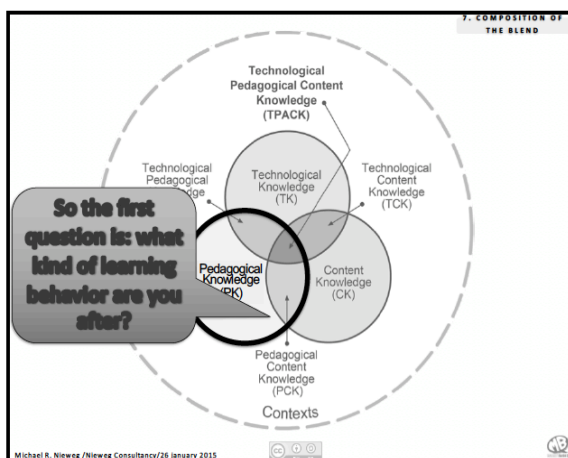 7. COMPOSITION OF
THE BLEND
Technological
Pedagogical Content
Knowledge
(TPACK)
Technological
Pedagogical
Technological
Knowledge
(TK)
Technological
Content
Knowledge
(TCK)
So the first
question is: what
kind of learning
behavior are you
after?
Pedagogical
Knowledge
(PK)
Content
Knowledge
(CK)
Pedagogical
Content
Knowledge
(PCK)
Contexts
Michael R. Nieweg /Nieweg Consultancy/26 january 2015
cc